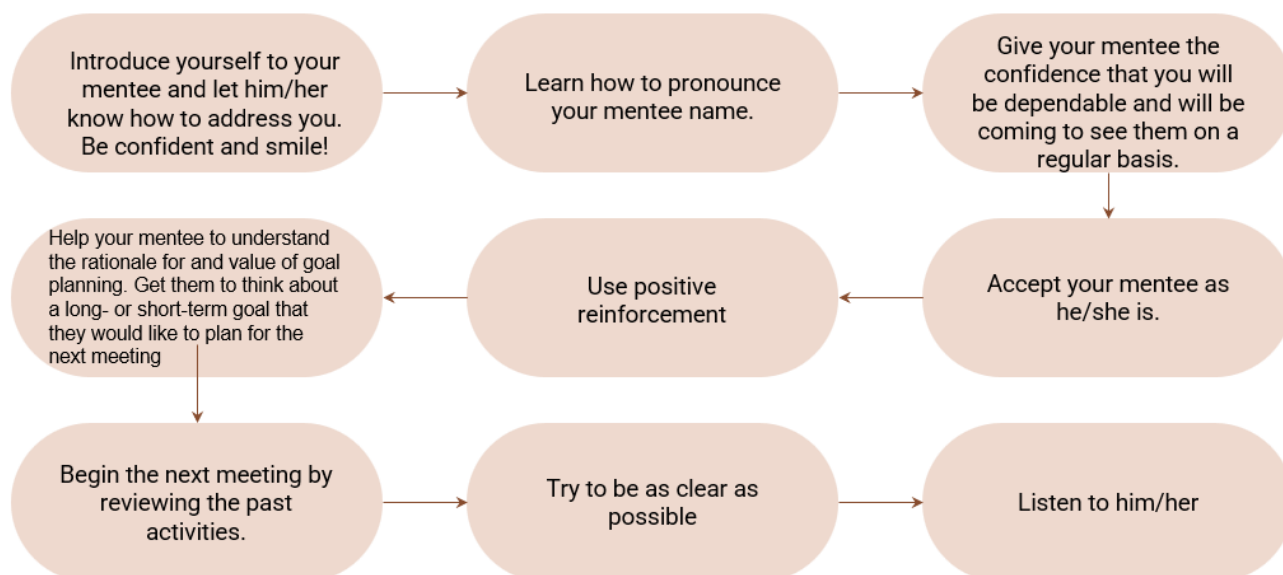 Introduce yourself to your
mentee and let him/her
know how to address you.
Be confident and smile!
Learn how to pronounce
your mentee name.
Give your mentee the
confidence that you will
be dependable and will be
coming to see them on a
regular basis.
Accept your mentee as
he/she is.
Use positive
reinforcement
Help your mentee to understand
the rationale for and value of goal
planning. Get them to think about
a long- or short-term goal that
they would like to plan for the
next meeting
Begin the next meeting by
reviewing the past
activities.
Try to be as clear as
possible
Listen to him/her